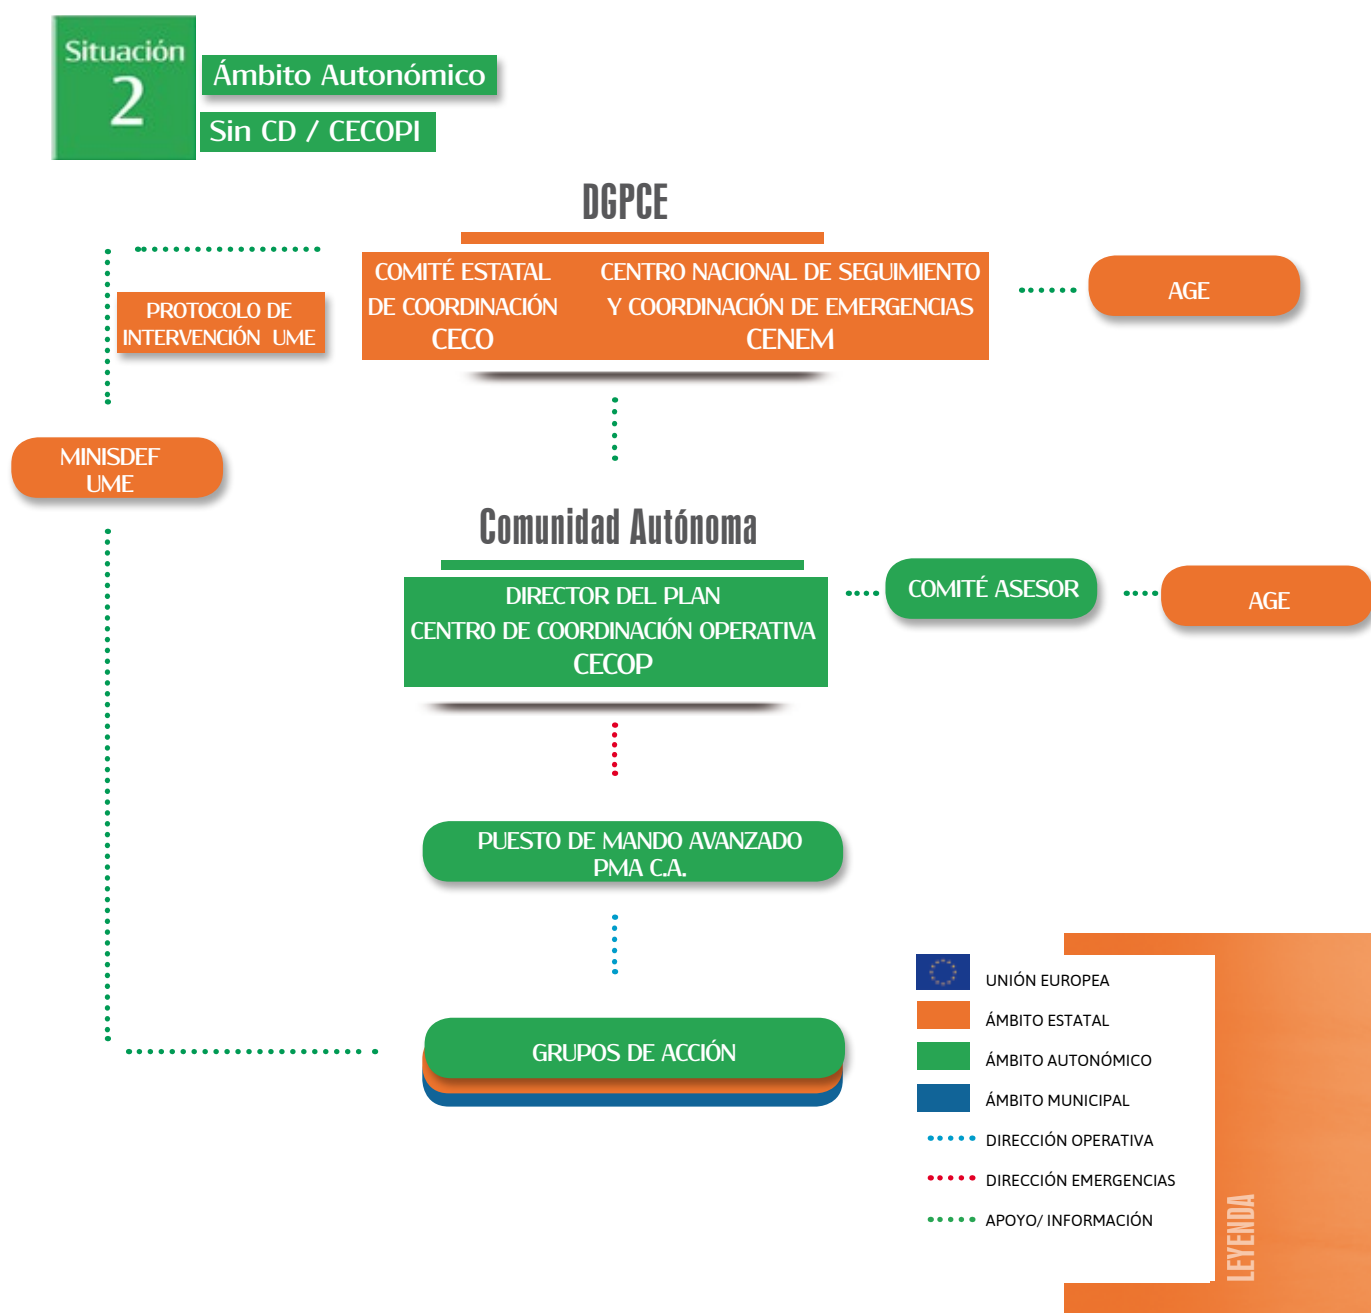 Situación
2
Ámbito Autonómico
Sin CD / CECOPI
DGPCE
COMITÉ ESTATAL
DE COORDINACIÓN
CECO
CENTRO NACIONAL DE SEGUIMIENTO
Y COORDINACIÓN DE EMERGENCIAS
CENEM
AGE
PROTOCOLO DE
INTERVENCIÓN UME
MINISDEF
UME
Comunidad Autónoma
DIRECTOR DEL PLAN
CENTRO DE COORDINACIÓN OPERATIVA
CECOP
COMITÉ ASESOR
AGE
PUESTO DE MANDO AVANZADO
PMA C.A.
GRUPOS DE ACCIÓN
UNIÓN EUROPEA
ÁMBITO ESTATAL
ÁMBITO AUTONÓMICO
ÁMBITO MUNICIPAL
DIRECCIÓN OPERATIVA
DIRECCIÓN EMERGENCIAS
APOYO/ INFORMACIÓN
LEYENDA